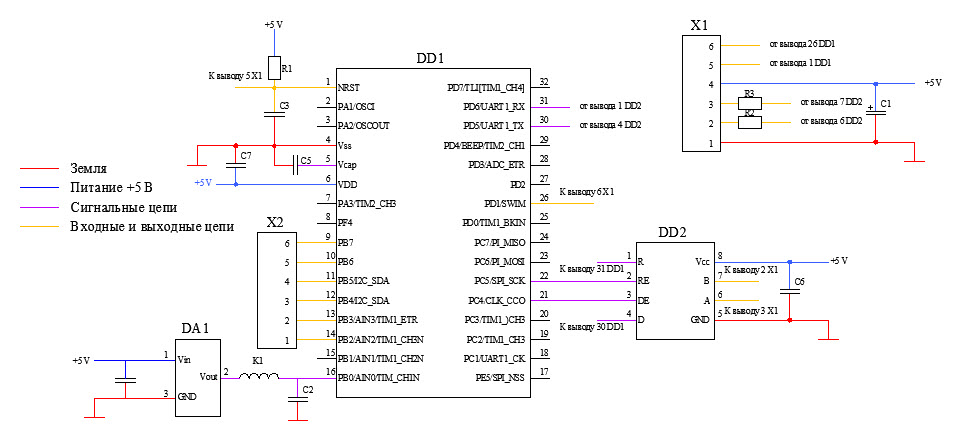 +5 V
R1
К выводу 5 X1
C3
C7
C5
+5 V
DD1
1 NRST
2 PA1/OSCI
3 PA2/OSCOUT
4 Vss
5 Vcap
6 VDD
7 PA3/TIM2_CH3
8 PF4
9 PB7
10 PB6
11 PB5/I2C_SDA
12 PB4/I2C_SDA
13 PB3/AIN3/TIM1_ETR
14 PB2/AIN2/TIM1_CH3N
15 PB1/AIN1/TIM1_CH2N
16 PB0/AIN0/TIM_CHIN
PD7/TLI[TIM1_CH4] 32
PD6/UART1_RX 31
PD5/UART1_TX 30
PD4/BEEP/TIM2_CH1 29
PD3/ADC_ETR 28
PD2 27
PD1/SWIM 26
PD0/TIM1_BKIN 25
PC7/PI_MISO 24
PC6/PI_MOSI 23
PC5/SPI_SCK 22
PC4/CLK_CCO 21
PC3/TIM1_)CH3 20
PC2/TIM1_CH3 19
PC1/UART1_CK 18
PE5/SPI_NSS 17
от вывода 1 DD2
от вывода 4 DD2
К выводу 6 X1
X1
6 от вывода 26 DD1
5 от вывода 1 DD1
4 +5 V
3 R3 от вывода 7 DD2
2 R2 от вывода 6 DD2
1
+ C1
Земля
Питание +5 В
Сигнальные цепи
Входные и выходные цепи
X2
6
5
4
3
2
1
DD2
1 R
2 RE
3 DE
4 D
Vcc 8
B 7
A 6
GND 5
К выводу 31 DD1
К выводу 30 DD1
+5 V
К выводу 2 X1
К выводу 3 X1
C6
DA1
+5 V
1 Vin
Vout 2
3 GND
K1
C2